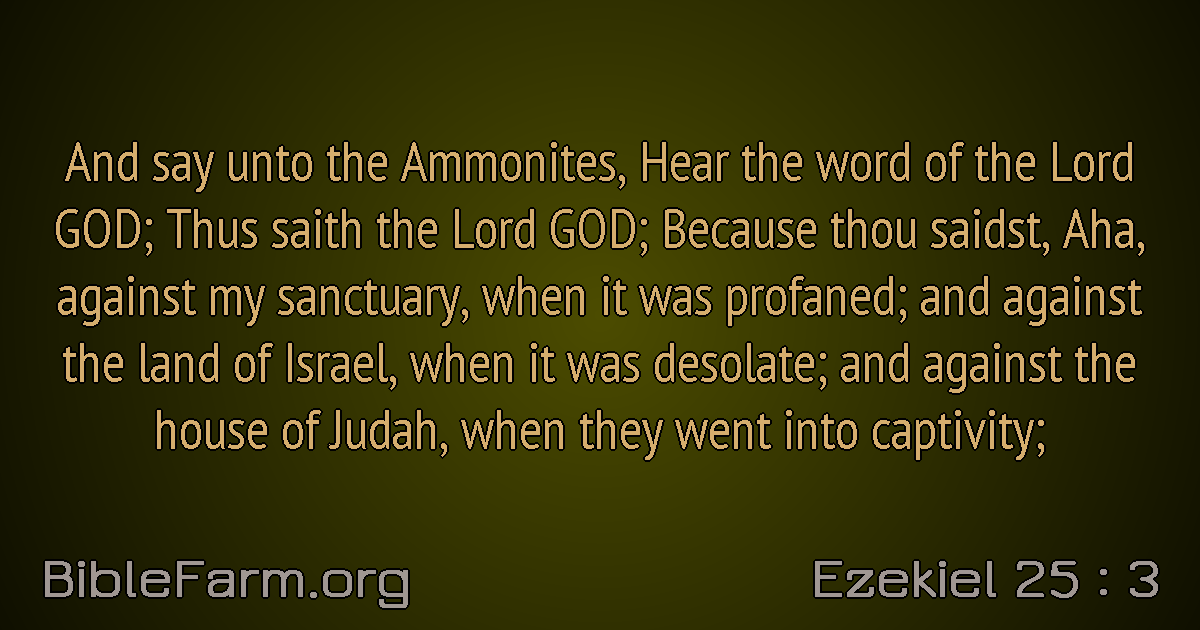 And say unto the Ammonites, Hear the word of the Lord
GOD; Thus saith the Lord GOD; Because thou saidst, Aha,
against my sanctuary, when it was profaned; and against
the land of Israel, when it was desolate; and against the
house of Judah, when they went into captivity;
BibleFarm.org
Ezekiel 25 : 3